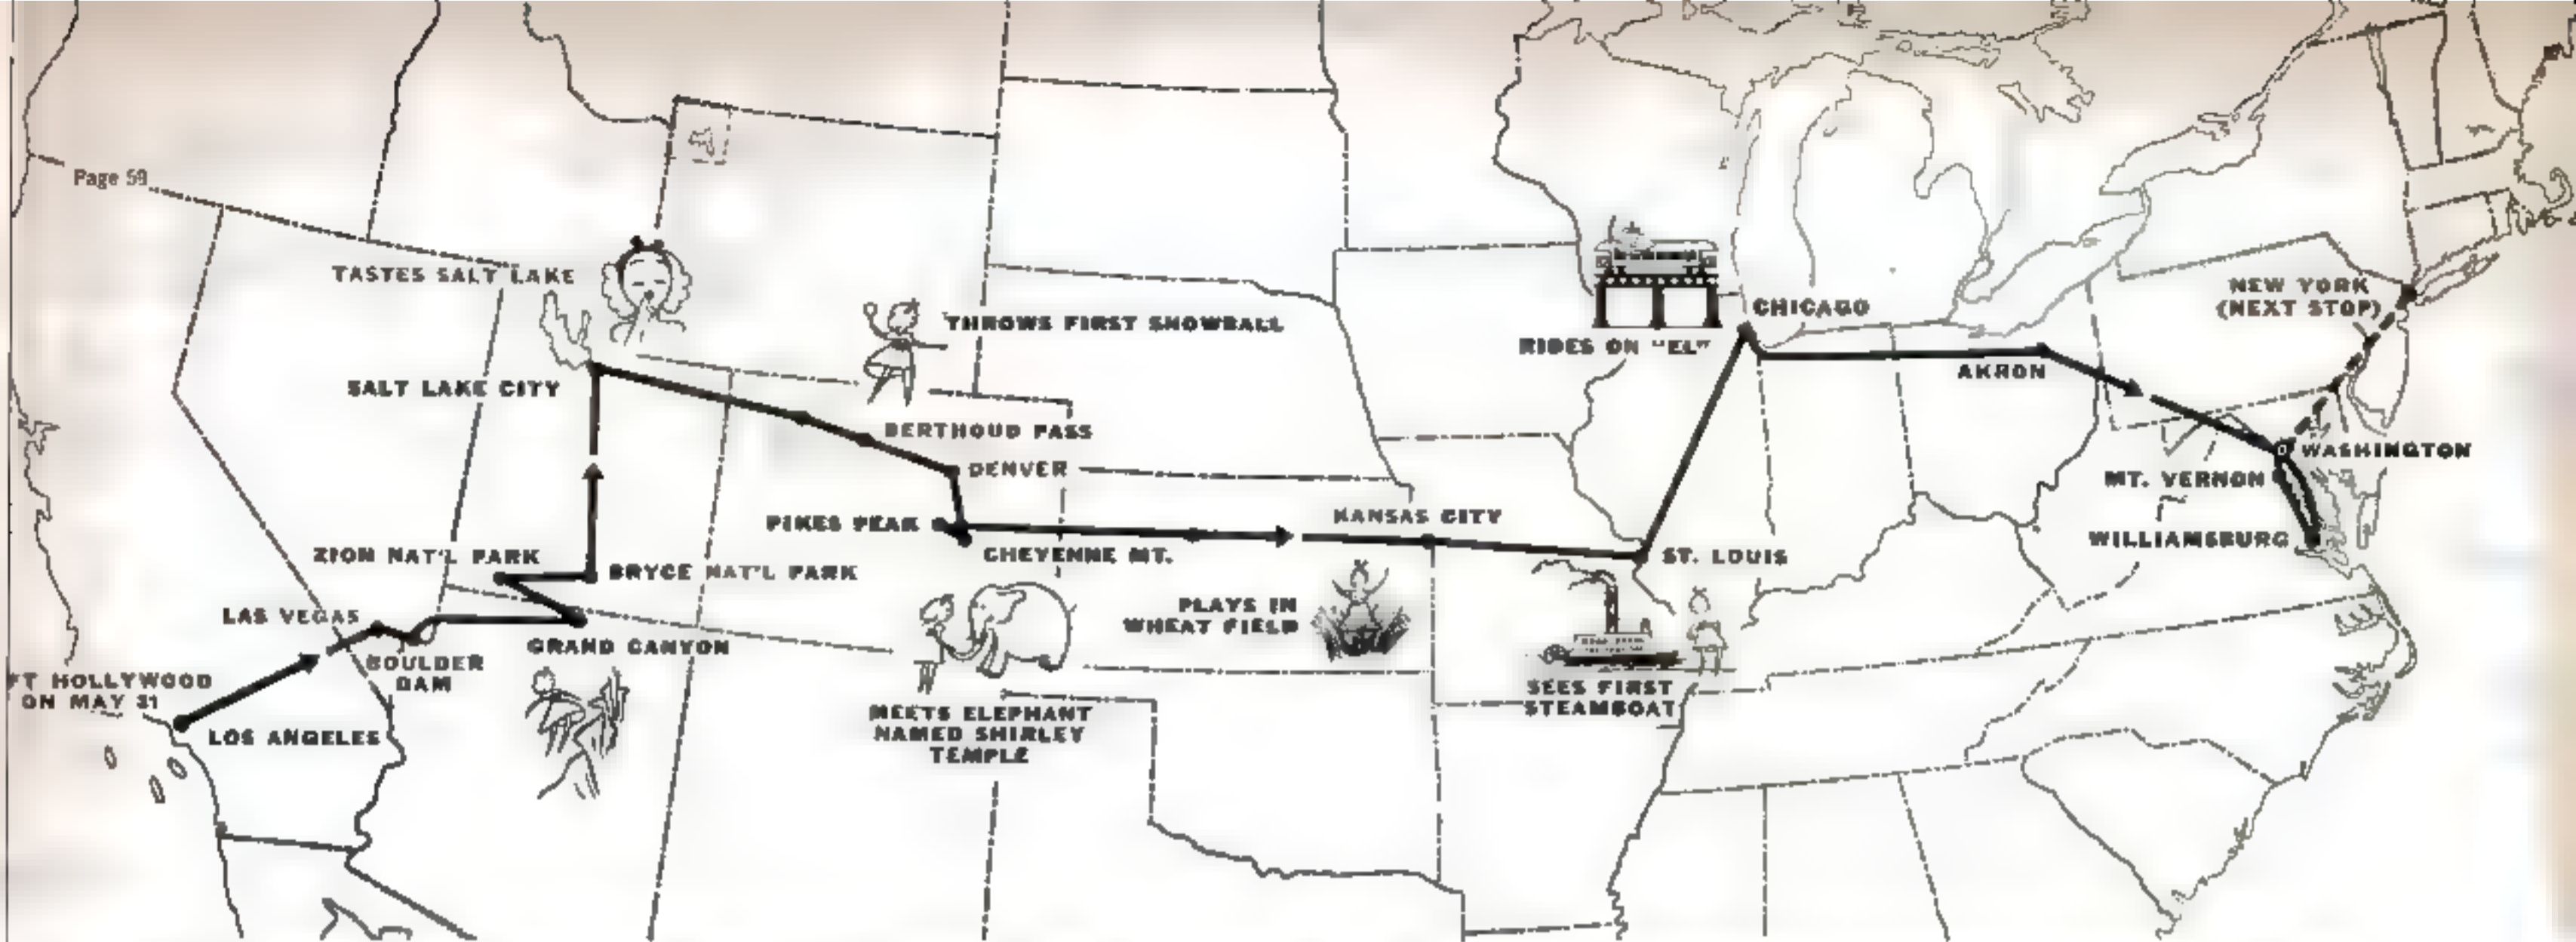 Page 59
TASTES SALT LAKE
THROWS FIRST SNOWBALL
RIDES ON "EL"
CHICAGO
NEW YORK
(NEXT STOP)
AKRON
SALT LAKE CITY
BERTHOUD PASS
DENVER
WASHINGTON
MT. VERNON
PIKES PEAK
CHEYENNE MT.
KANSAS CITY
WILLIAMSBURG
ZION NAT'L PARK
BRYCE NAT'L PARK
ST. LOUIS
LAS VEGAS
BOULDER
DAM
GRAND CANYON
PLAYS IN
WHEAT FIELD
FT HOLLYWOOD
ON MAY 31
LOS ANGELES
MEETS ELEPHANT
NAMED SHIRLEY
TEMPLE
SEES FIRST
STEAMBOAT